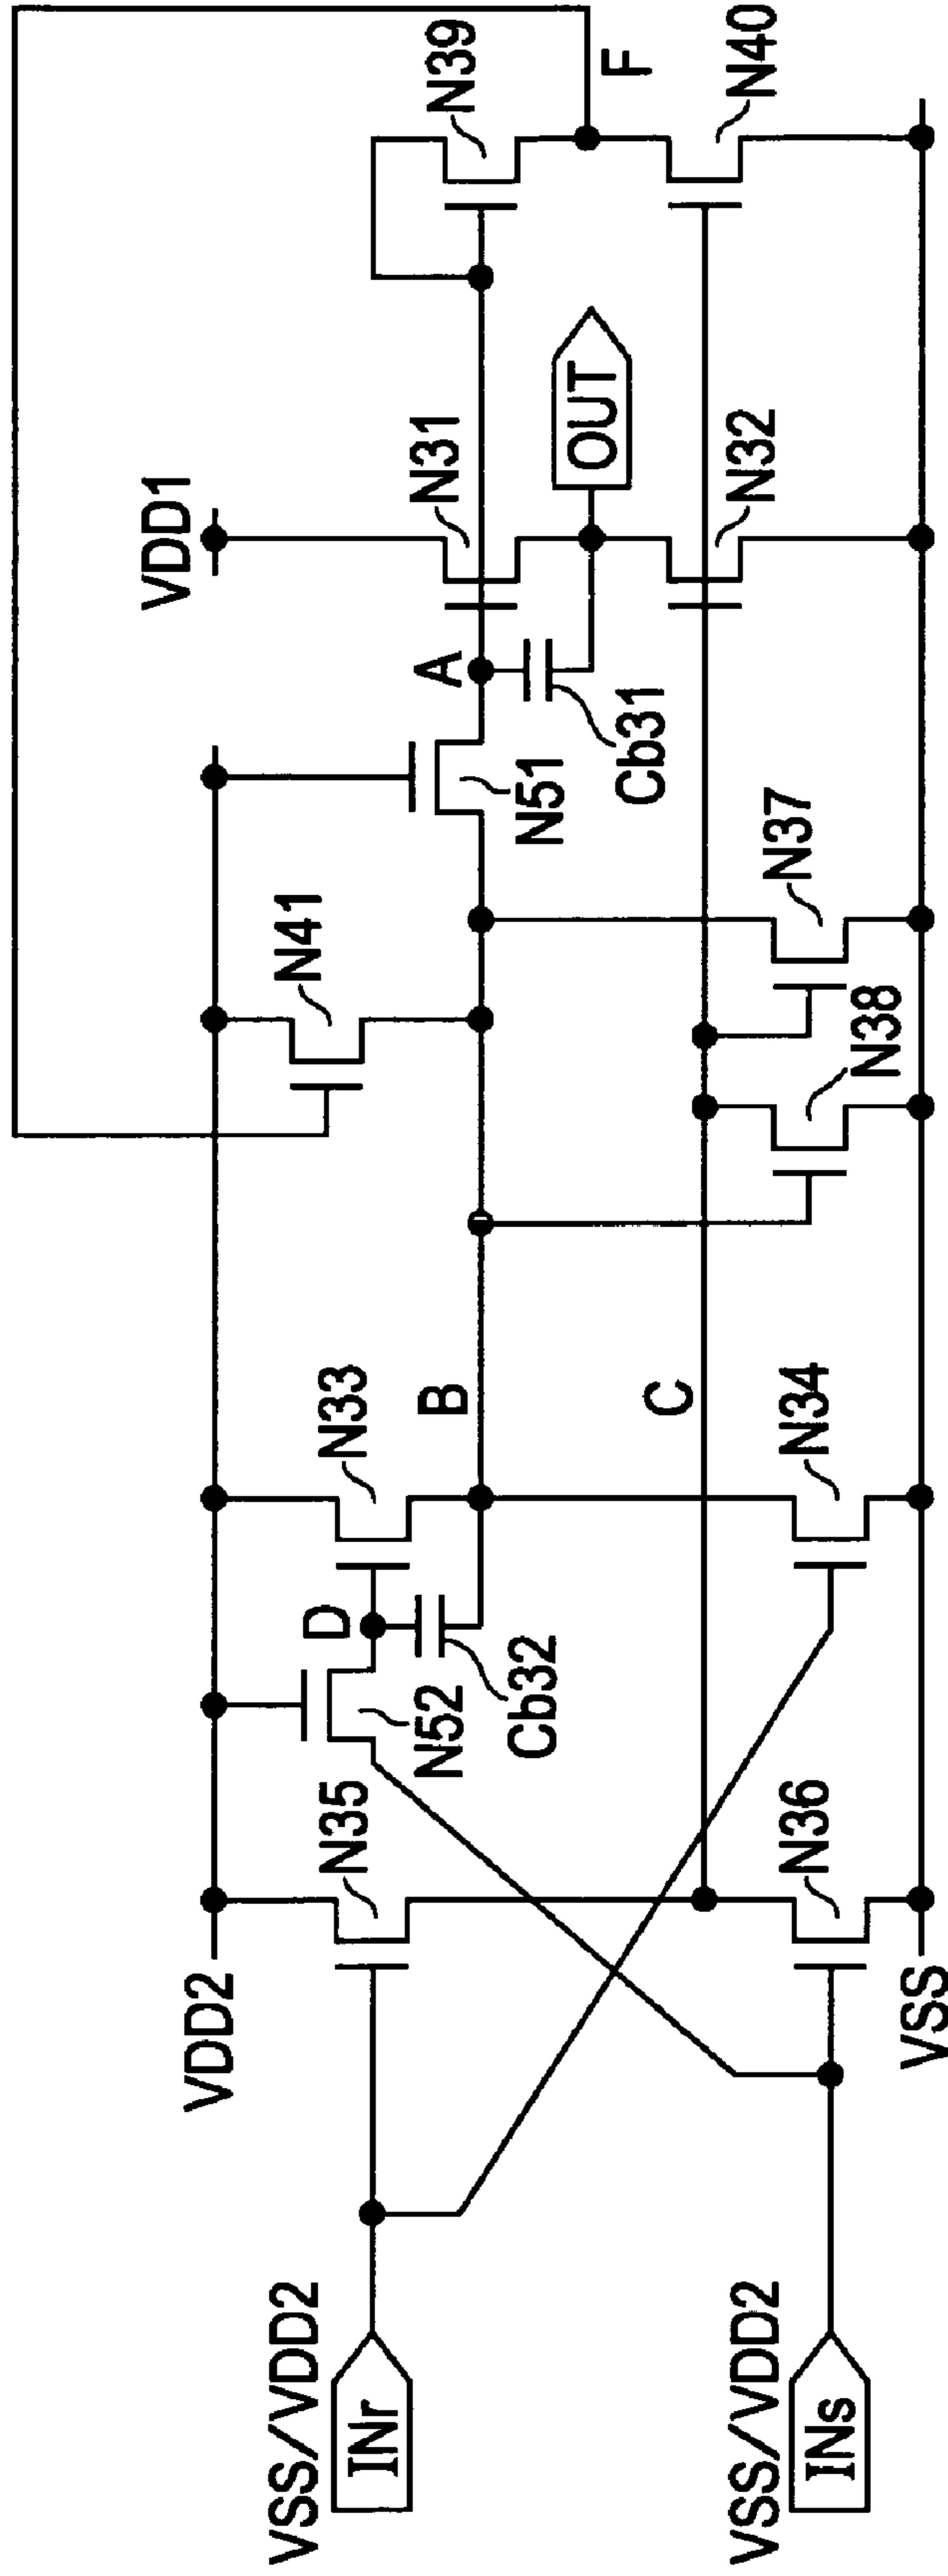 VDD1
VDD2
N41
N39
N31
F
A
N51
Cb31
OUT
N40
N32
N33
D
N52
Cb32
B
C
N35
N34
N38
N37
N36
VSS
VSS/VDD2
INr
VSS/VDD2
INs